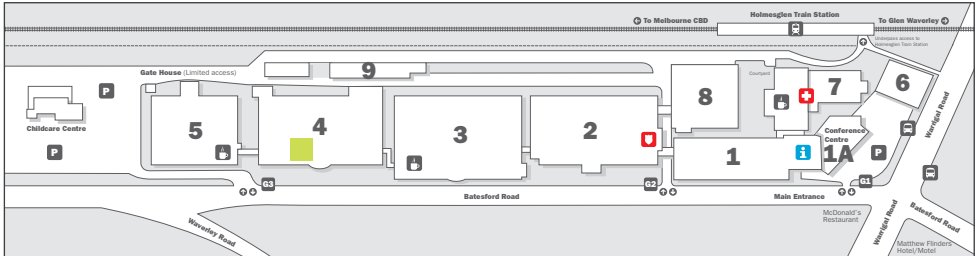 Holmesglen Train Station
To Melbourne CBD
To Glen Waverley
Underpass access to
Holmesglen Train Station
Gate House (Limited access)
Courtyard
9
P
Childcare Centre
P
5
4
3
2
8
7
6
Conference
Centre
1
i
1A
P
G3
G2
G1
Batesford Road
Main Entrance
Warrigal Road
Waverley Road
McDonald's
Restaurant
Warrigal Road
Batesford Road
Matthew Flinders
Hotel/Motel